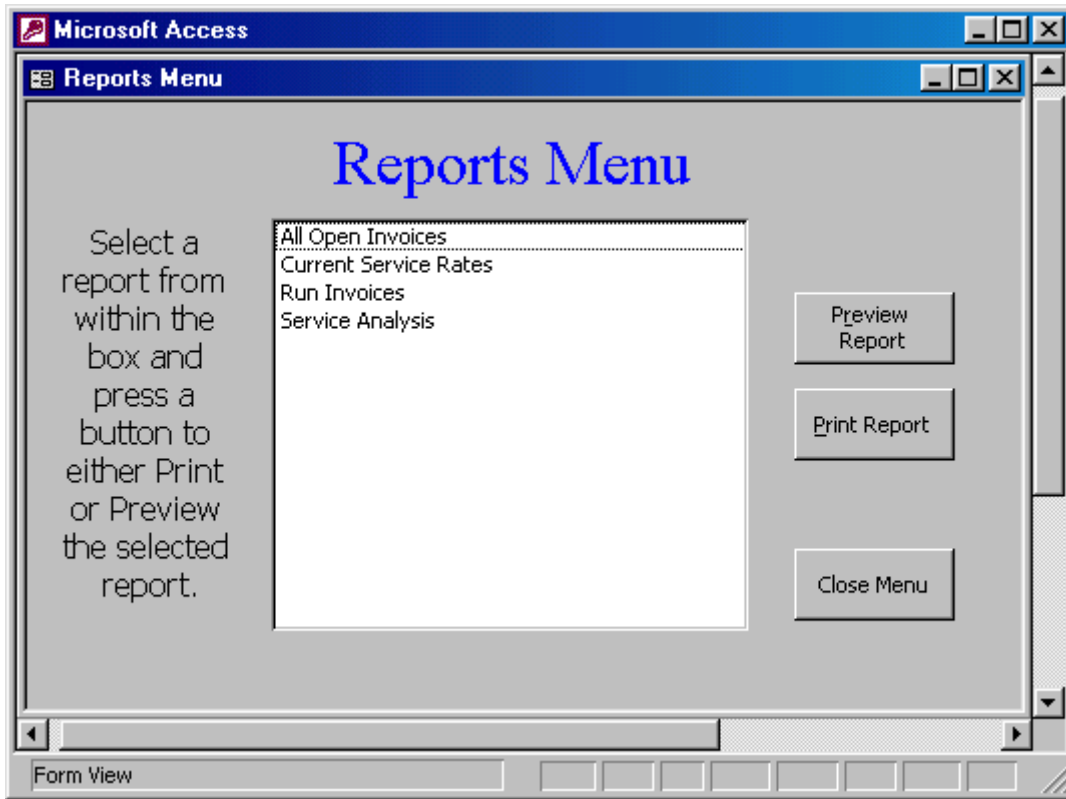 Microsoft Access
Reports Menu
Reports Menu
Select a
report from
within the
box and
press a
button to
either Print
or Preview
the selected
report.
All Open Invoices
Current Service Rates
Run Invoices
Service Analysis
Preview
Report
Print Report
Close Menu
Form View